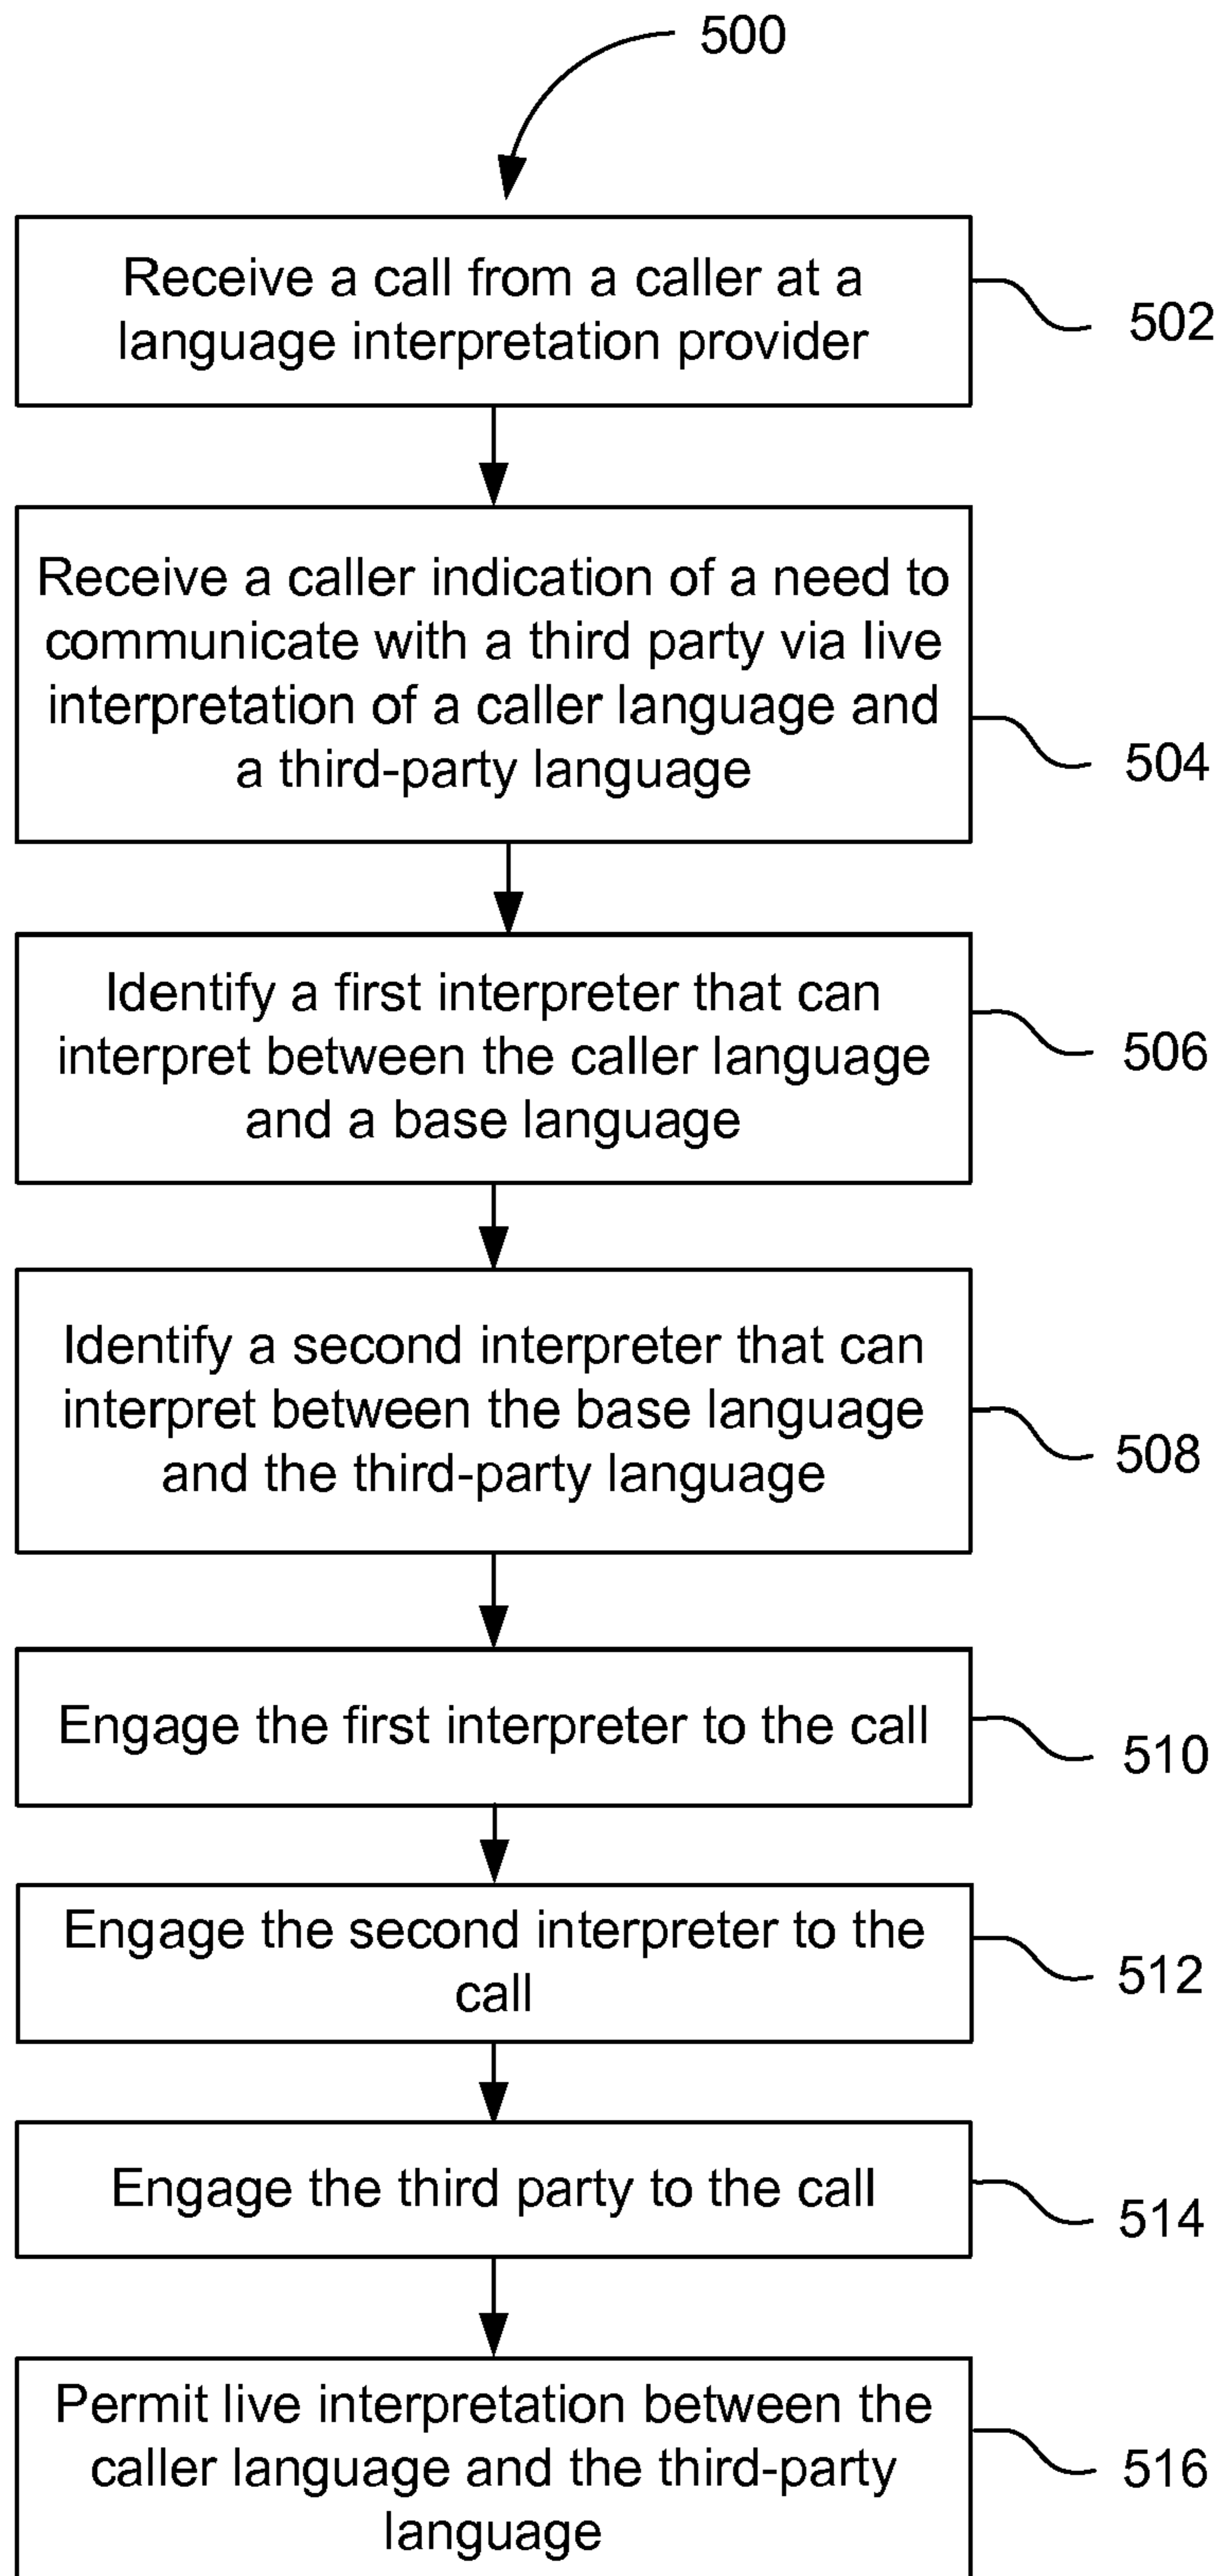 500
Receive a call from a caller at a
language interpretation provider
502
Receive a caller indication of a need to
communicate with a third party via live
interpretation of a caller language and
a third-party language
504
Identify a first interpreter that can
interpret between the caller language
and a base language
506
Identify a second interpreter that can
interpret between the base language
and the third-party language
508
Engage the first interpreter to the call
510
Engage the second interpreter to the
call
512
Engage the third party to the call
514
Permit live interpretation between the
caller language and the third-party
language
516